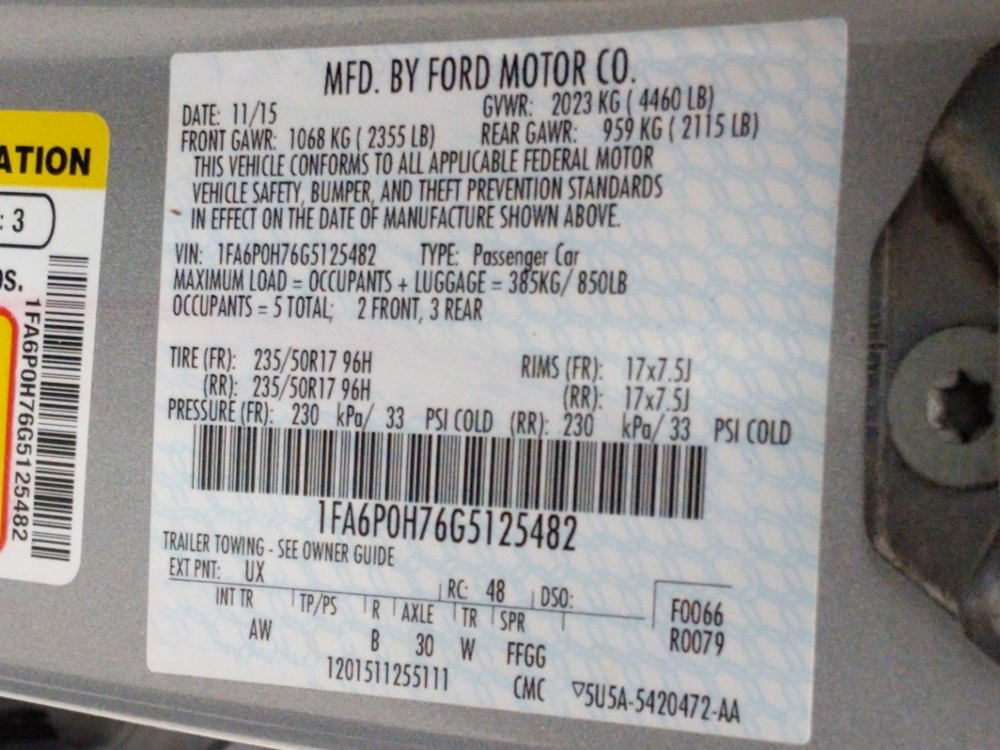 ATION
: 3
OS.
1FA6P0H76G5125482
MFD. BY FORD MOTOR CO.
DATE: 11/15 GVWR: 2023 KG ( 4460 LB)
FRONT GAWR: 1068 KG ( 2355 LB) REAR GAWR: 959 KG ( 2115 LB)
THIS VEHICLE CONFORMS TO ALL APPLICABLE FEDERAL MOTOR
VEHICLE SAFETY, BUMPER, AND THEFT PREVENTION STANDARDS
IN EFFECT ON THE DATE OF MANUFACTURE SHOWN ABOVE.
VIN: 1FA6P0H76G5125482 TYPE: Passenger Car
MAXIMUM LOAD = OCCUPANTS + LUGGAGE = 385KG/ 850LB
OCCUPANTS = 5 TOTAL; 2 FRONT, 3 REAR
TIRE (FR): 235/50R17 96H RIMS (FR): 17x7.5J
(RR): 235/50R17 96H (RR): 17x7.5J
PRESSURE (FR): 230 kPa/ 33 PSI COLD (RR): 230 kPa/ 33 PSI COLD
1FA6P0H76G5125482
TRAILER TOWING - SEE OWNER GUIDE
EXT PNT: UX RC: 48 DSO:
INT TR TP/PS R AXLE TR SPR F0066
AW B 30 W FFGG R0079
1201511255111 CMC ▽5U5A-5420472-AA